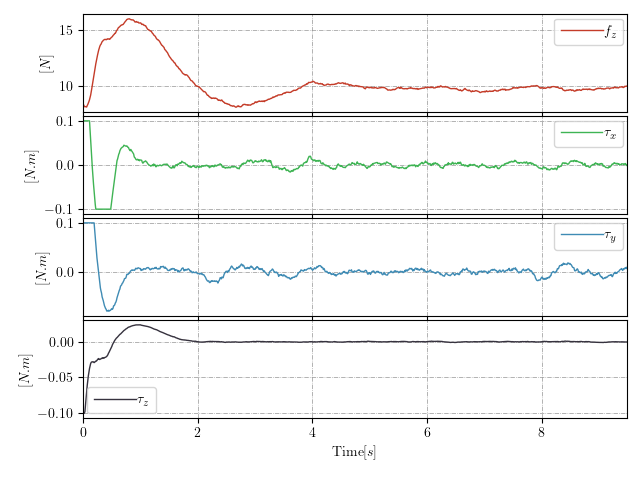 15
10
[N]
f_z
0.1
0.0
−0.1
[N.m]
τ_x
0.1
0.0
[N.m]
τ_y
0.00
−0.05
−0.10
[N.m]
τ_z
0 2 4 6 8
Time[s]